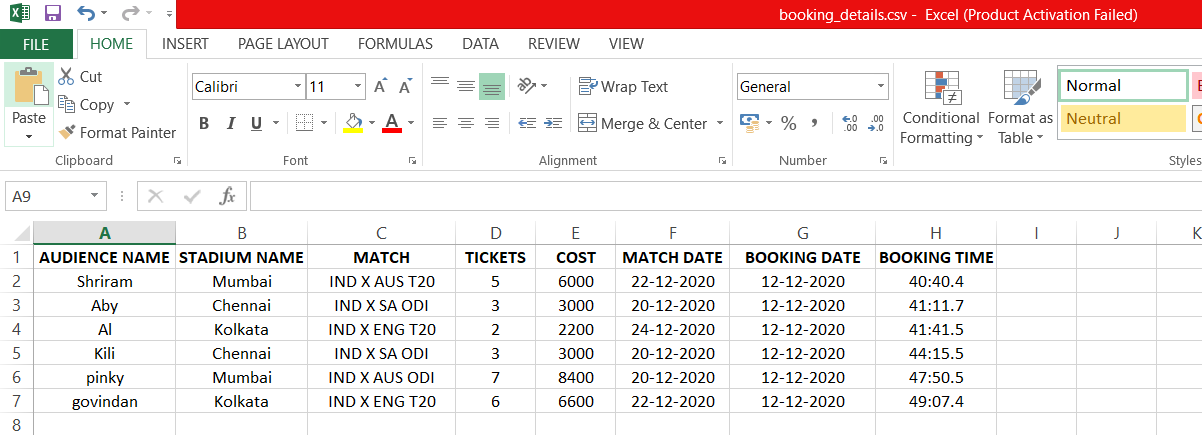 booking_details.csv - Excel (Product Activation Failed)
FILE HOME INSERT PAGE LAYOUT FORMULAS DATA REVIEW VIEW
Paste
Cut
Copy
Format Painter
Clipboard
Calibri 11
B I U
A A
Font
Wrap Text
Merge & Center
Alignment
General
% , .00 .0
Number
Conditional Formatting
Format as Table
Normal
Neutral
Styles
A9 fx
A B C D E F G H I J K
1 AUDIENCE NAME STADIUM NAME MATCH TICKETS COST MATCH DATE BOOKING DATE BOOKING TIME
2 Shriram Mumbai IND X AUS T20 5 6000 22-12-2020 12-12-2020 40:40.4
3 Aby Chennai IND X SA ODI 3 3000 20-12-2020 12-12-2020 41:11.7
4 Al Kolkata IND X ENG T20 2 2200 24-12-2020 12-12-2020 41:41.5
5 Kili Chennai IND X SA ODI 3 3000 20-12-2020 12-12-2020 44:15.5
6 pinky Mumbai IND X AUS ODI 7 8400 20-12-2020 12-12-2020 47:50.5
7 govindan Kolkata IND X ENG T20 6 6600 22-12-2020 12-12-2020 49:07.4
8